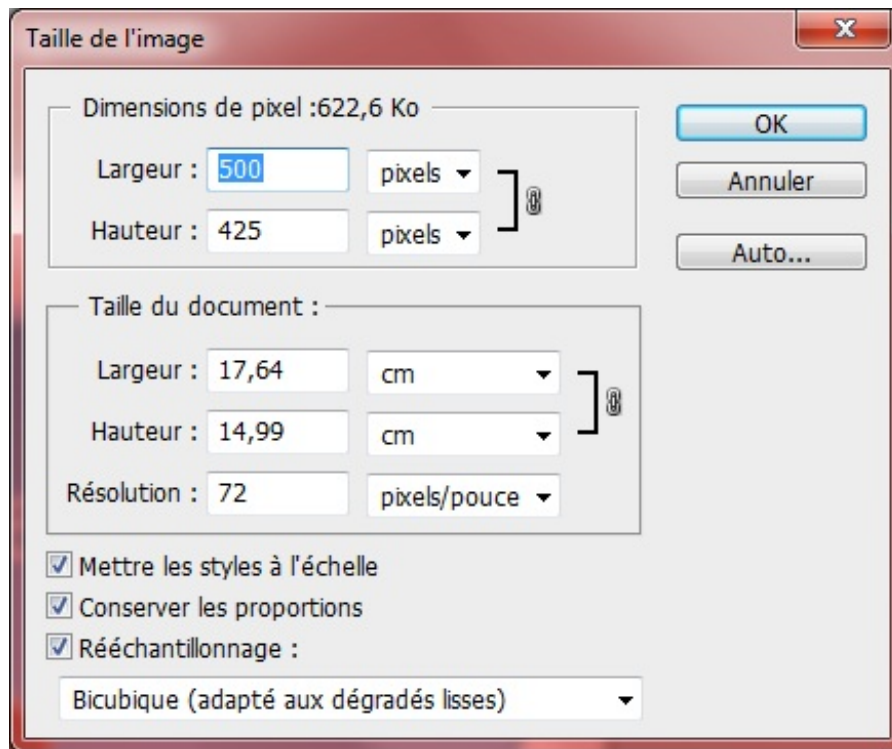 Taille de l'image
Dimensions de pixel :622,6 Ko
Largeur : 500 pixels
Hauteur : 425 pixels
OK
Annuler
Auto...
Taille du document :
Largeur : 17,64 cm
Hauteur : 14,99 cm
Résolution : 72 pixels/pouce
Mettre les styles à l'échelle
Conserver les proportions
Rééchantillonnage :
Bicubique (adapté aux dégradés lisses)